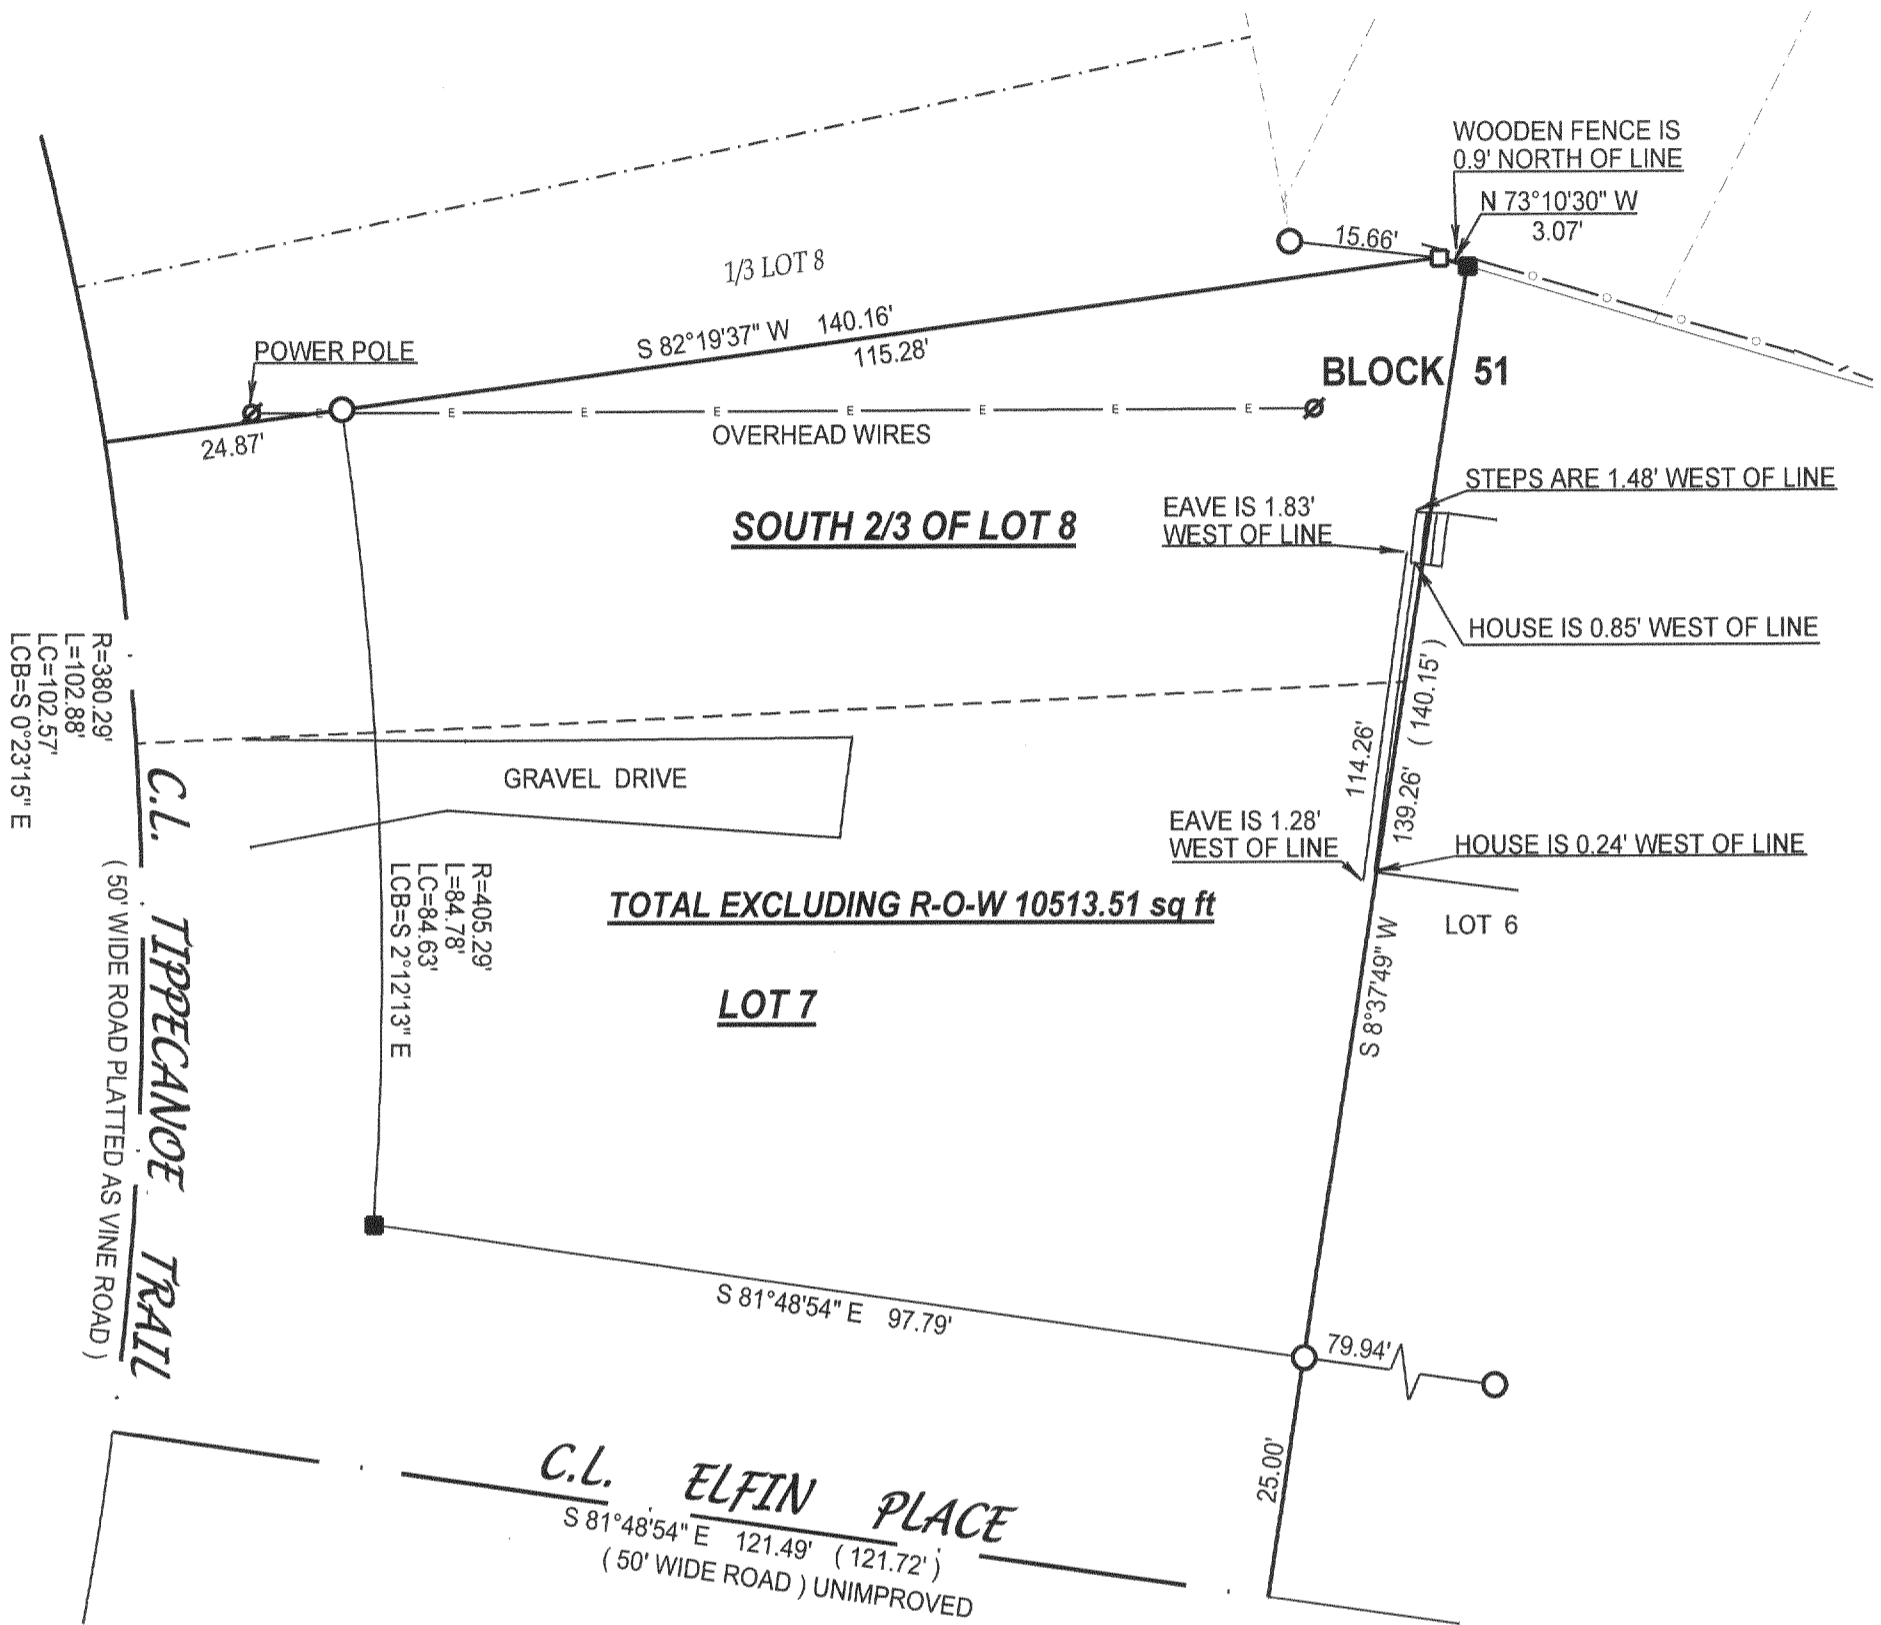 WOODEN FENCE IS
0.9' NORTH OF LINE
N 73°10'30" W
3.07'
15.66'
1/3 LOT 8
S 82°19'37" W 140.16'
115.28'
POWER POLE
BLOCK 51
24.87'
E E E E E E E E
OVERHEAD WIRES
STEPS ARE 1.48' WEST OF LINE
EAVE IS 1.83'
WEST OF LINE
SOUTH 2/3 OF LOT 8
HOUSE IS 0.85' WEST OF LINE
R=380.29'
L=102.88'
LC=102.57'
LCB=S 0°23'15" E
114.26'
139.26' ( 140.15' )
GRAVEL DRIVE
EAVE IS 1.28'
WEST OF LINE
HOUSE IS 0.24' WEST OF LINE
C.L. TIPPECANOE TRAIL
( 50' WIDE ROAD PLATTED AS VINE ROAD )
R=405.29'
L=84.78'
LC=84.63'
LCB=S 2°12'13" E
TOTAL EXCLUDING R-O-W 10513.51 sq ft
LOT 6
S 8°37'49" W
LOT 7
S 81°48'54" E 97.79'
79.94'
25.00'
C.L. ELFIN PLACE
S 81°48'54" E 121.49' ( 121.72' )
( 50' WIDE ROAD ) UNIMPROVED